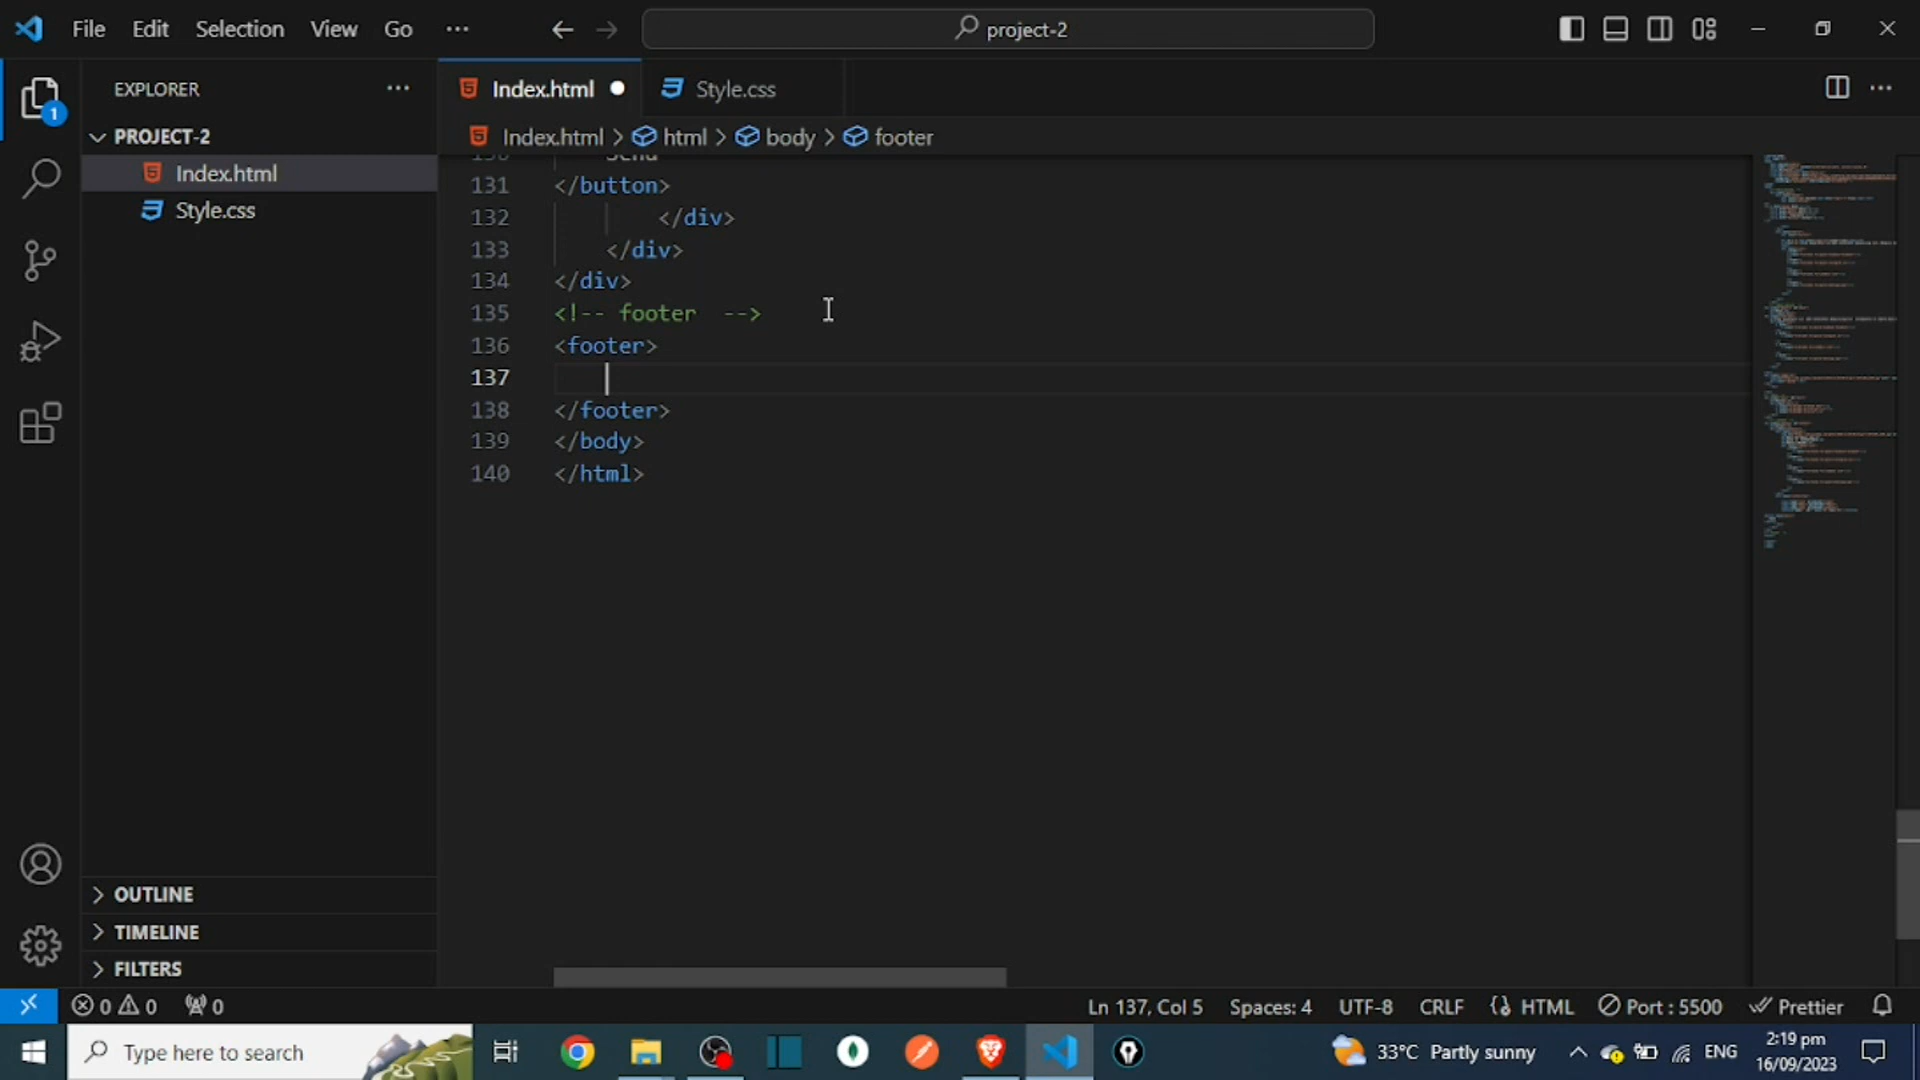 File Edit Selection View Go ···
project-2
EXPLORER ···
Index.html
Style.css
PROJECT-2
Index.html > html > body > footer
Index.html
Style.css
1
131 </button>
132 </div>
133 </div>
134 </div>
135 <!-- footer  -->
136 <footer>
137
138 </footer>
139 </body>
140 </html>
OUTLINE
TIMELINE
FILTERS
0 0 0
Ln 137, Col 5 Spaces: 4 UTF-8 CRLF HTML Port : 5500 Prettier
Type here to search
33°C Partly sunny
ENG
2:19 pm
16/09/2023